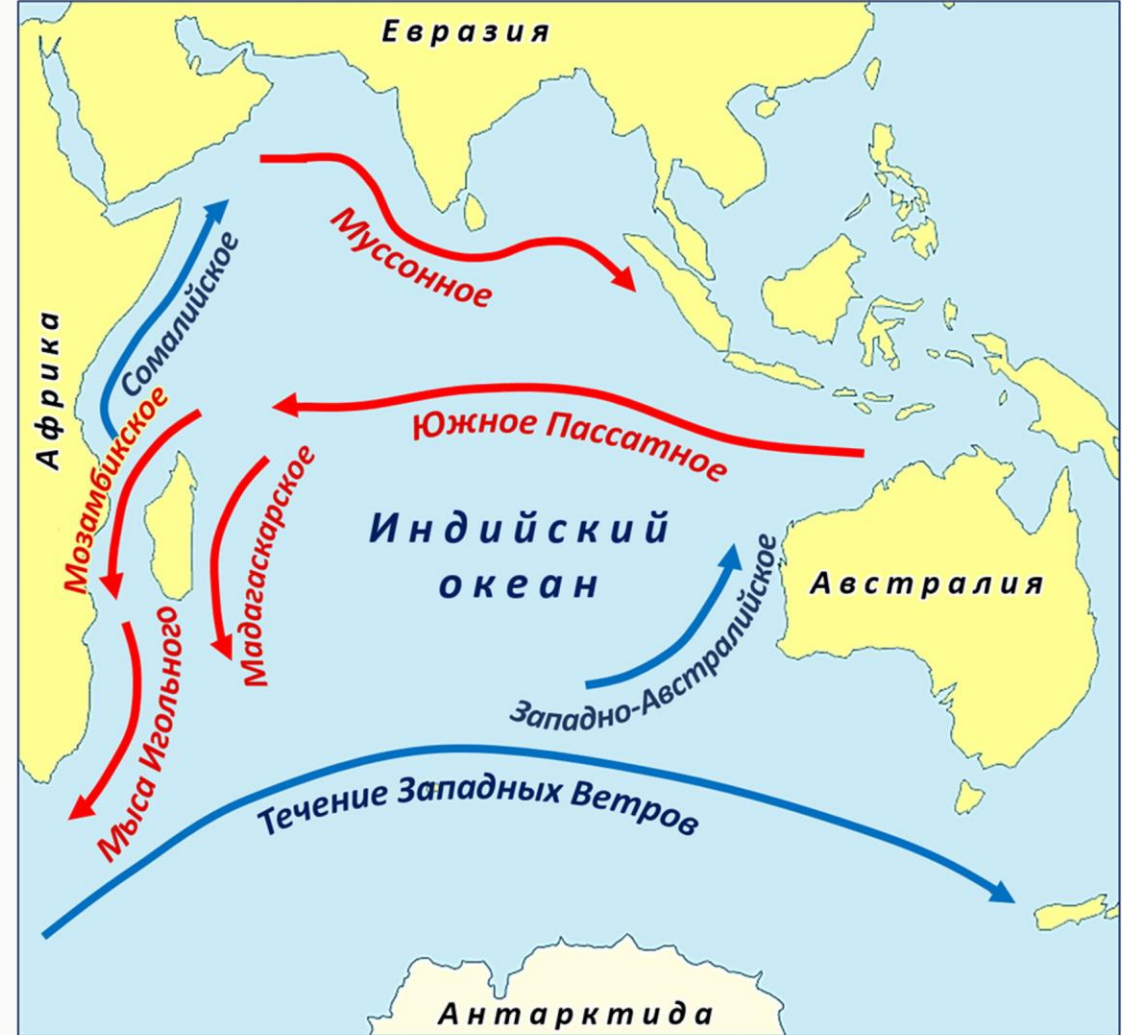 Евразия
Муссонное
Сомалийское
Африка
Мозамбикское
Южное Пассатное
Мадагаскарское
Индийский
океан
Западно-Австралийское
Австралия
Мыса Игольного
Течение Западных Ветров
Антарктида